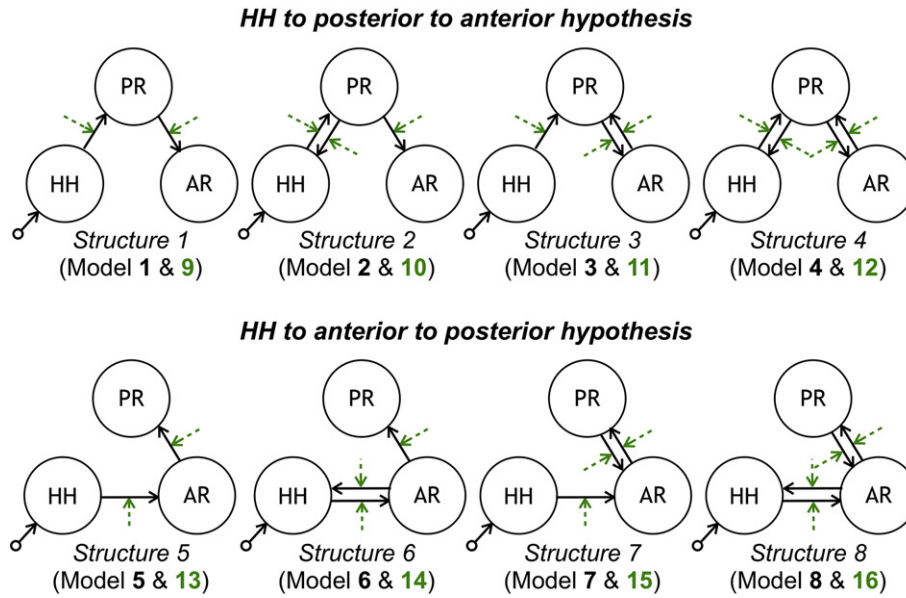 HH to posterior to anterior hypothesis
PR PR PR PR
HH AR HH AR HH AR HH AR
Structure 1 Structure 2 Structure 3 Structure 4
(Model 1 & 9) (Model 2 & 10) (Model 3 & 11) (Model 4 & 12)
HH to anterior to posterior hypothesis
PR PR PR PR
HH AR HH AR HH AR HH AR
Structure 5 Structure 6 Structure 7 Structure 8
(Model 5 & 13) (Model 6 & 14) (Model 7 & 15) (Model 8 & 16)